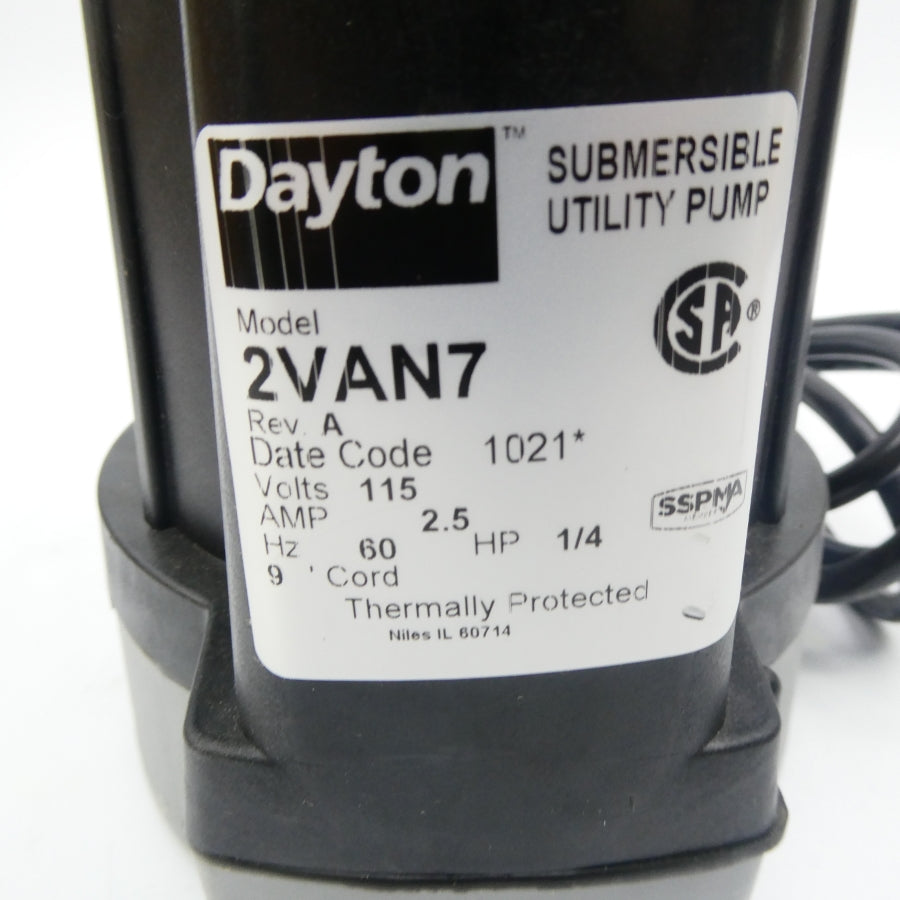 Dayton™
SUBMERSIBLE
UTILITY PUMP
Model
2VAN7
SA®
Rev. A
Date Code 1021*
Volts 115
AMP 2.5
Hz 60 HP 1/4
9 ' Cord
SSPMA
Thermally Protected
Niles IL 60714